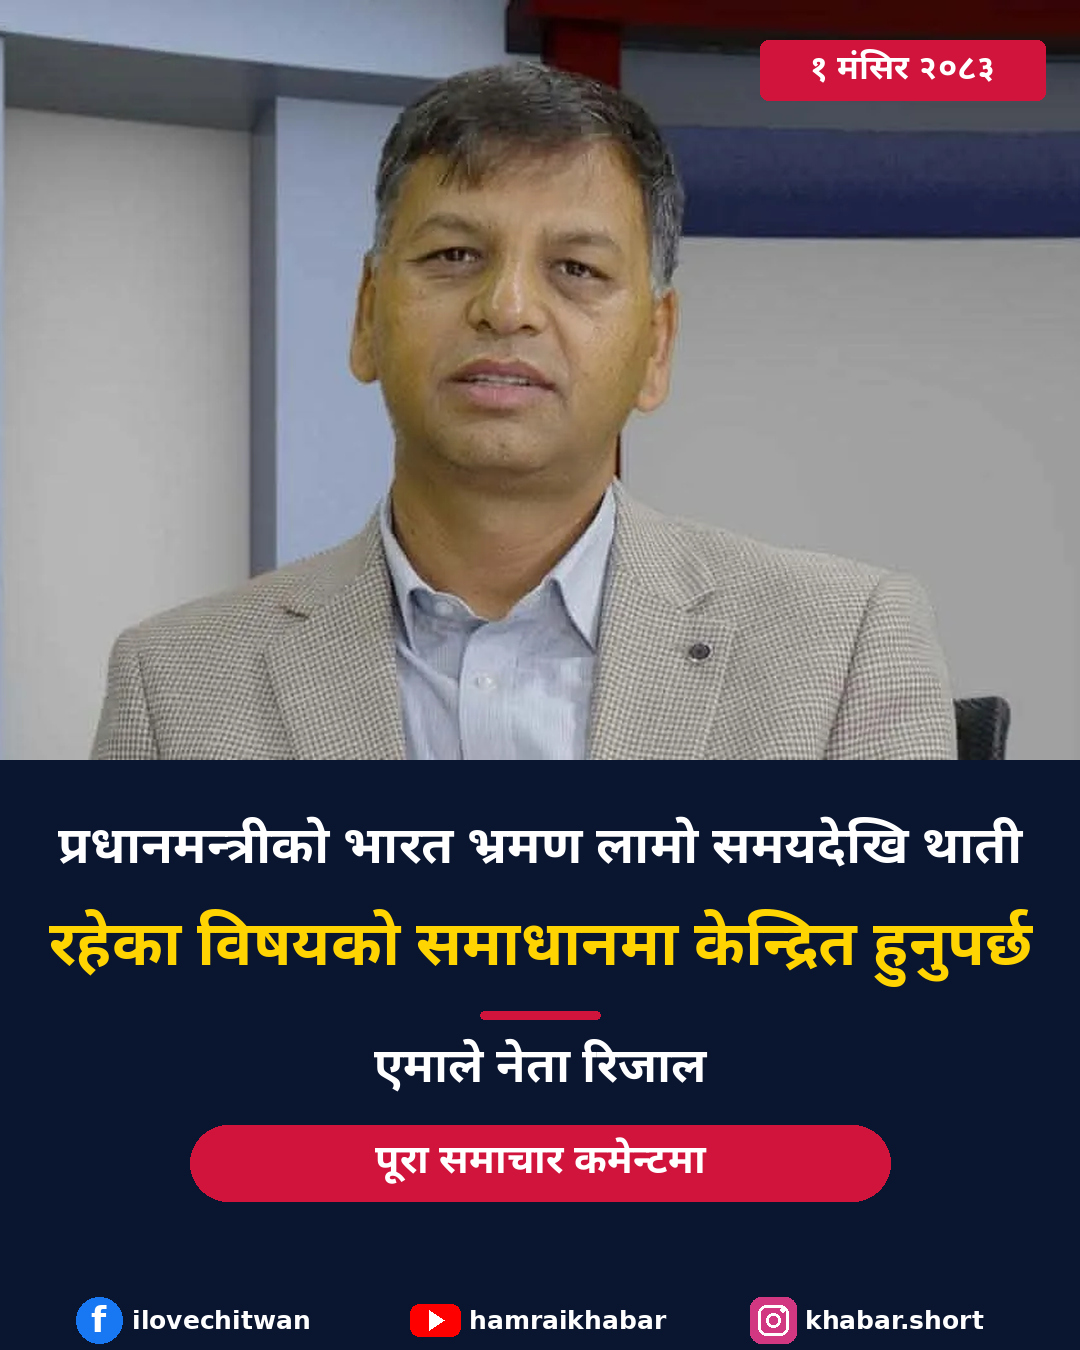 १ मंसिर २०८३
प्रधानमन्त्रीको भारत भ्रमण लामो समयदेखि थाती
रहेका विषयको समाधानमा केन्द्रित हुनुपर्छ
एमाले नेता रिजाल
पूरा समाचार कमेन्टमा
ilovechitwan
hamraikhabar
khabar.short